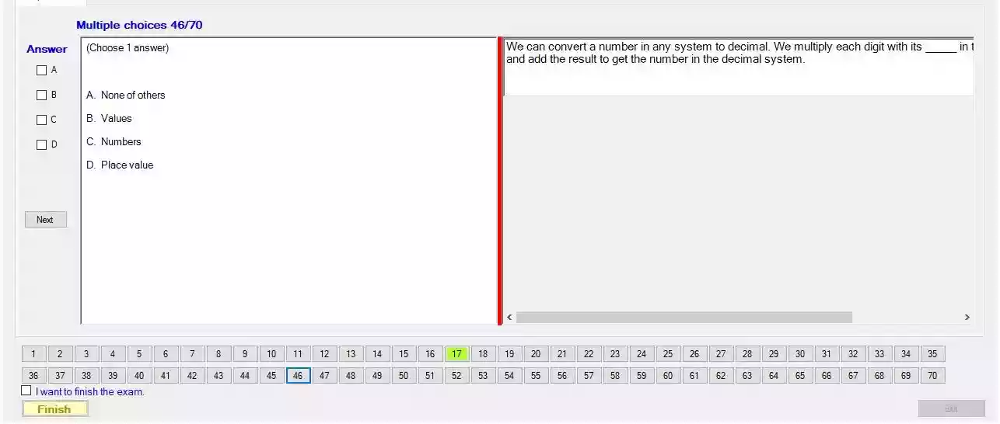 Multiple choices 46/70
Answer
(Choose 1 answer)
A
B
C
D
A. None of others
B. Values
C. Numbers
D. Place value
Next
We can convert a number in any system to decimal. We multiply each digit with its _____ in
and add the result to get the number in the decimal system.
1 2 3 4 5 6 7 8 9 10 11 12 13 14 15 16 17 18 19 20 21 22 23 24 25 26 27 28 29 30 31 32 33 34 35
36 37 38 39 40 41 42 43 44 45 46 47 48 49 50 51 52 53 54 55 56 57 58 59 60 61 62 63 64 65 66 67 68 69 70
I want to finish the exam.
Finish
Exit